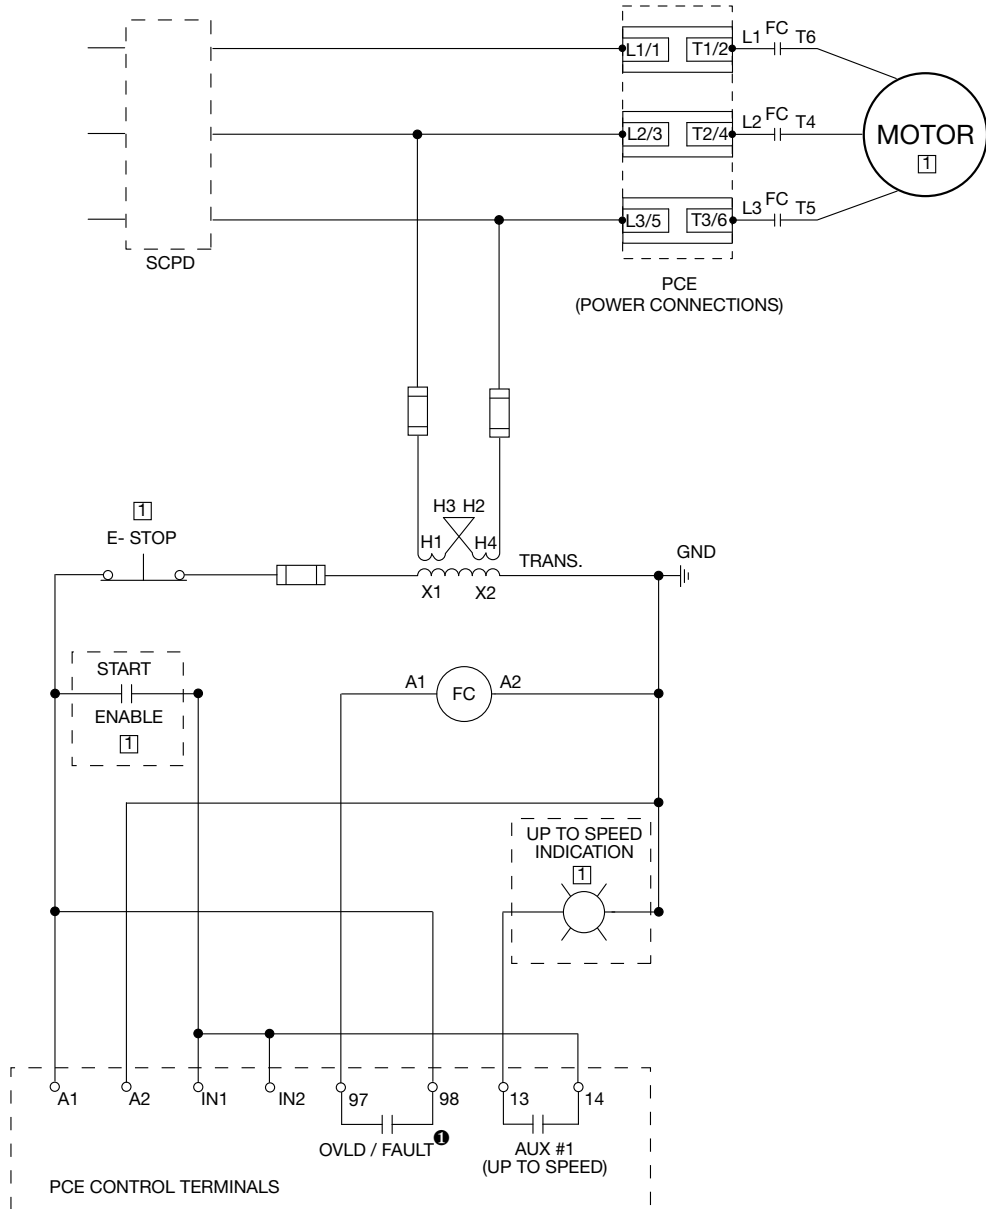 L1/1 T1/2 L1 FC T6
L2/3 T2/4 L2 FC T4
MOTOR
1
L3/5 T3/6 L3 FC T5
SCPD
PCE
(POWER CONNECTIONS)
H3 H2
H1 H4
1
E- STOP
TRANS.
GND
X1 X2
START
ENABLE
1
A1 FC A2
UP TO SPEED
INDICATION
1
A1 A2 IN1 IN2 97 98 13 14
OVLD / FAULT❶
AUX #1
(UP TO SPEED)
PCE CONTROL TERMINALS